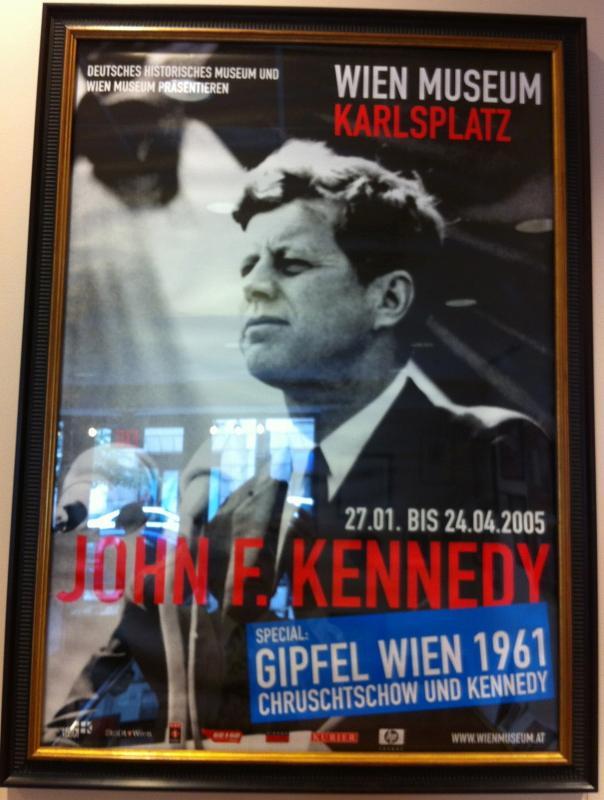 DEUTSCHES HISTORISCHES MUSEUM UND
WIEN MUSEUM PRÄSENTIEREN
WIEN MUSEUM
KARLSPLATZ
27.01. BIS 24.04.2005
JOHN F. KENNEDY
SPECIAL:
GIPFEL WIEN 1961
CHRUSCHTSCHOW UND KENNEDY
KURIER
hp
WWW.WIENMUSEUM.AT